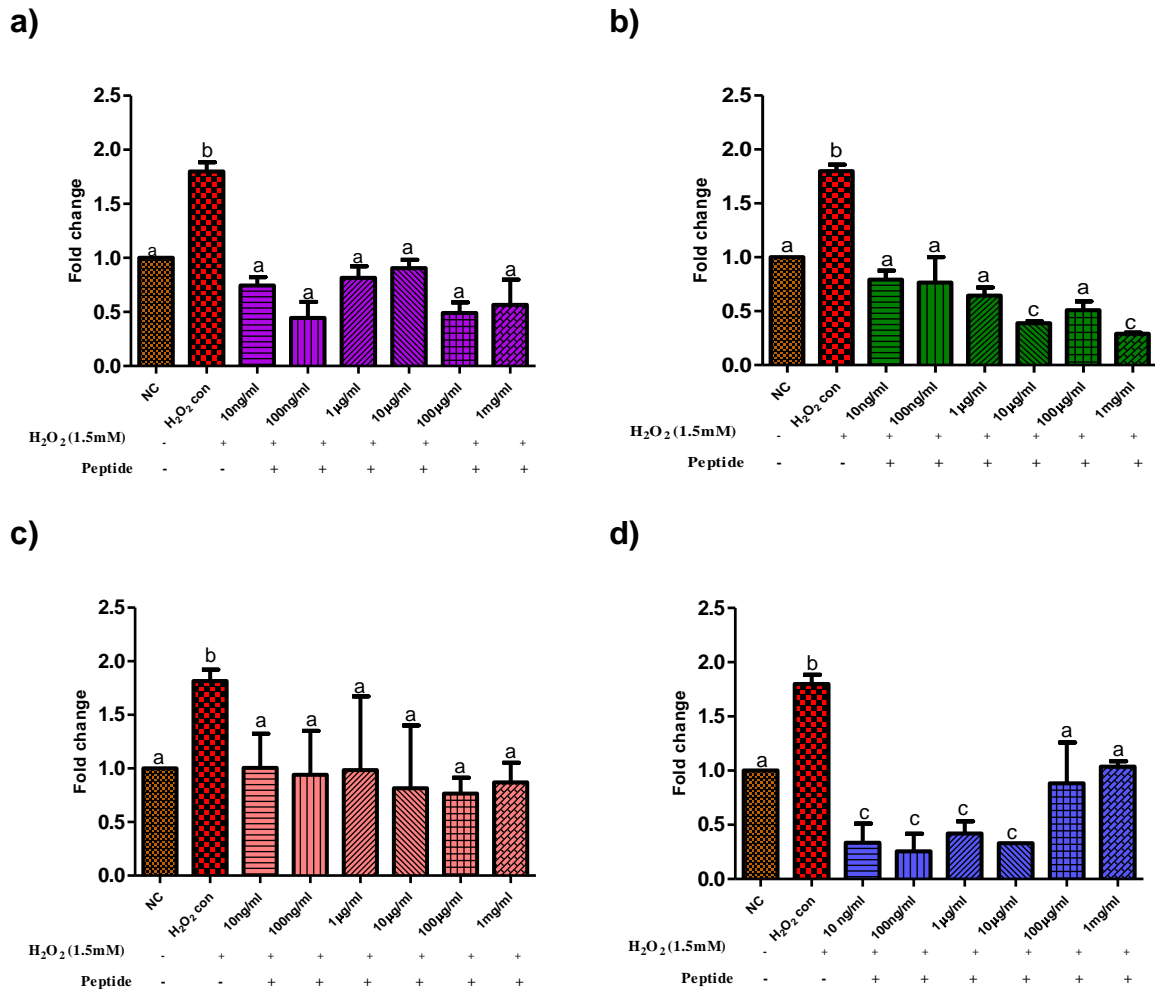 a)
2.5
2.0
1.5
1.0
0.5
0.0
Fold change
a
b
a
a
a
a
a
a
NC
H₂O₂ con
10ng/ml
100ng/ml
1µg/ml
10µg/ml
100µg/ml
1mg/ml
H₂O₂ (1.5mM) - + + + + + + +
Peptide - - + + + + + +
b)
2.5
2.0
1.5
1.0
0.5
0.0
Fold change
a
b
a
a
a
c
a
c
NC
H₂O₂ con
10ng/ml
100ng/ml
1µg/ml
10µg/ml
100µg/ml
1mg/ml
H₂O₂ (1.5mM) - + + + + + + +
Peptide - - + + + + + +
c)
2.5
2.0
1.5
1.0
0.5
0.0
Fold change
a
b
a
a
a
a
a
a
NC
H₂O₂ con
10ng/ml
100ng/ml
1µg/ml
10µg/ml
100µg/ml
1mg/ml
H₂O₂ (1.5mM) - + + + + + + +
Peptide - - + + + + + +
d)
2.5
2.0
1.5
1.0
0.5
0.0
Fold change
a
b
c
c
c
c
a
a
NC
H₂O₂ con
10 ng/ml
100ng/ml
1µg/ml
10µg/ml
100µg/ml
1mg/ml
H₂O₂ (1.5mM) - + + + + + + +
Peptide - - + + + + + +